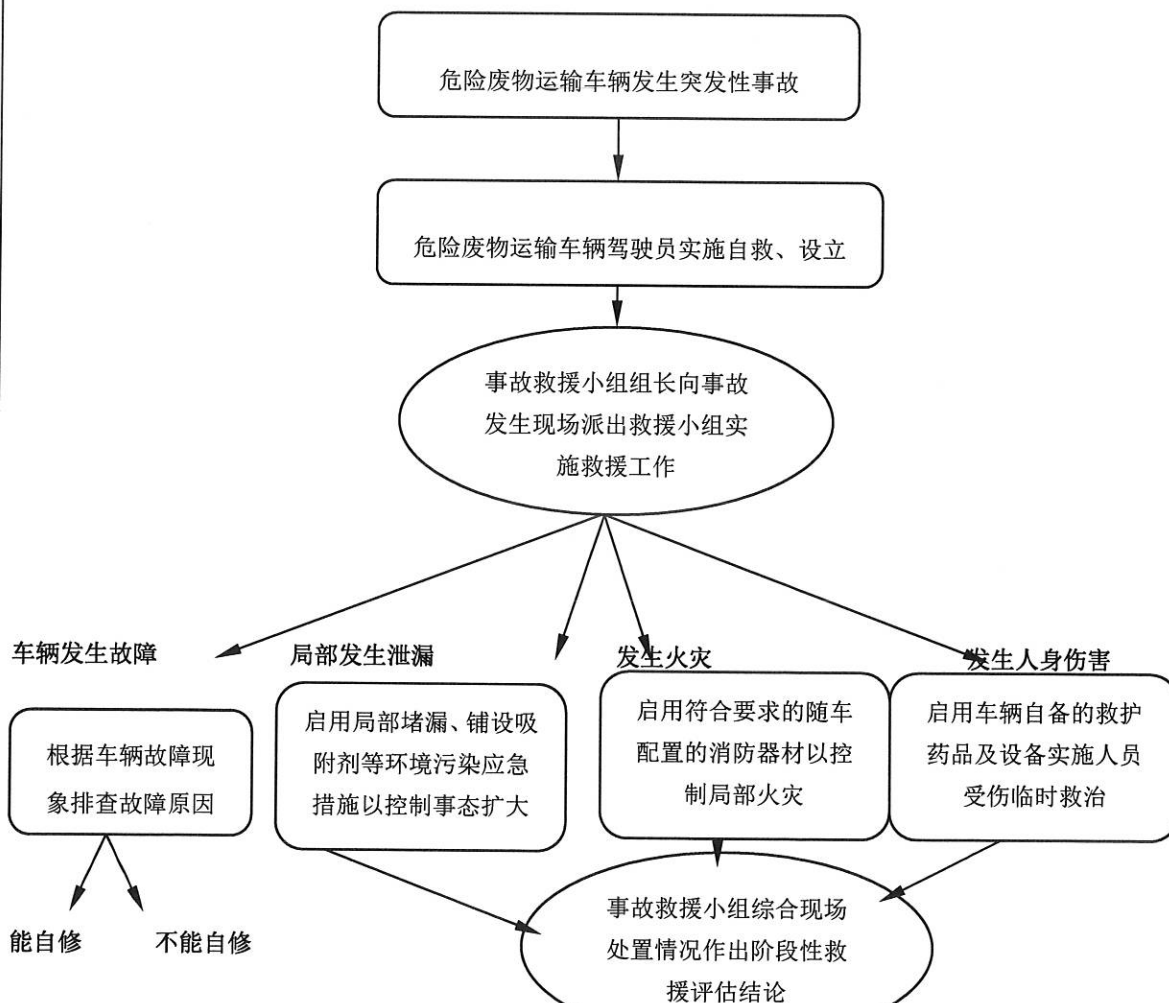 危险废物运输车辆发生突发性事故
危险废物运输车辆驾驶员实施自救、设立
事故救援小组组长向事故
发生现场派出救援小组实
施救援工作
车辆发生故障
局部发生泄漏
发生火灾
发生人身伤害
根据车辆故障现
象排查故障原因
启用局部堵漏、铺设吸
附剂等环境污染应急
措施以控制事态扩大
启用符合要求的随车
配置的消防器材以控
制局部火灾
启用车辆自备的救护
药品及设备实施人员
受伤临时救治
能自修
不能自修
事故救援小组综合现场
处置情况作出阶段性救
援评估结论